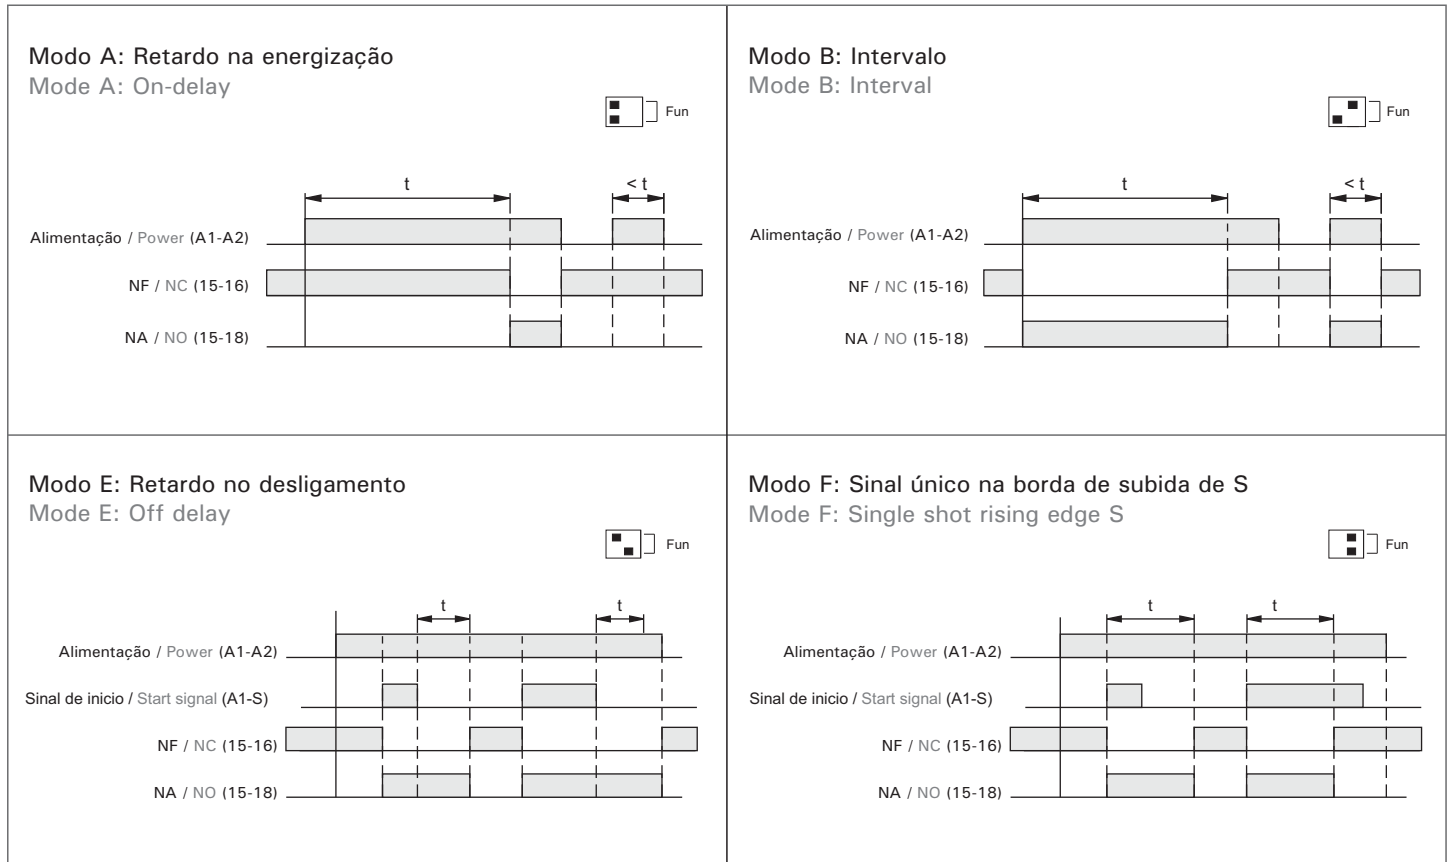 Modo A: Retardo na energização
Mode A: On-delay
Fun
t
< t
Alimentação / Power (A1-A2)
NF / NC (15-16)
NA / NO (15-18)
Modo B: Intervalo
Mode B: Interval
Fun
t
< t
Alimentação / Power (A1-A2)
NF / NC (15-16)
NA / NO (15-18)
Modo E: Retardo no desligamento
Mode E: Off delay
Fun
t
t
Alimentação / Power (A1-A2)
Sinal de inicio / Start signal (A1-S)
NF / NC (15-16)
NA / NO (15-18)
Modo F: Sinal único na borda de subida de S
Mode F: Single shot rising edge S
Fun
t
t
Alimentação / Power (A1-A2)
Sinal de inicio / Start signal (A1-S)
NF / NC (15-16)
NA / NO (15-18)